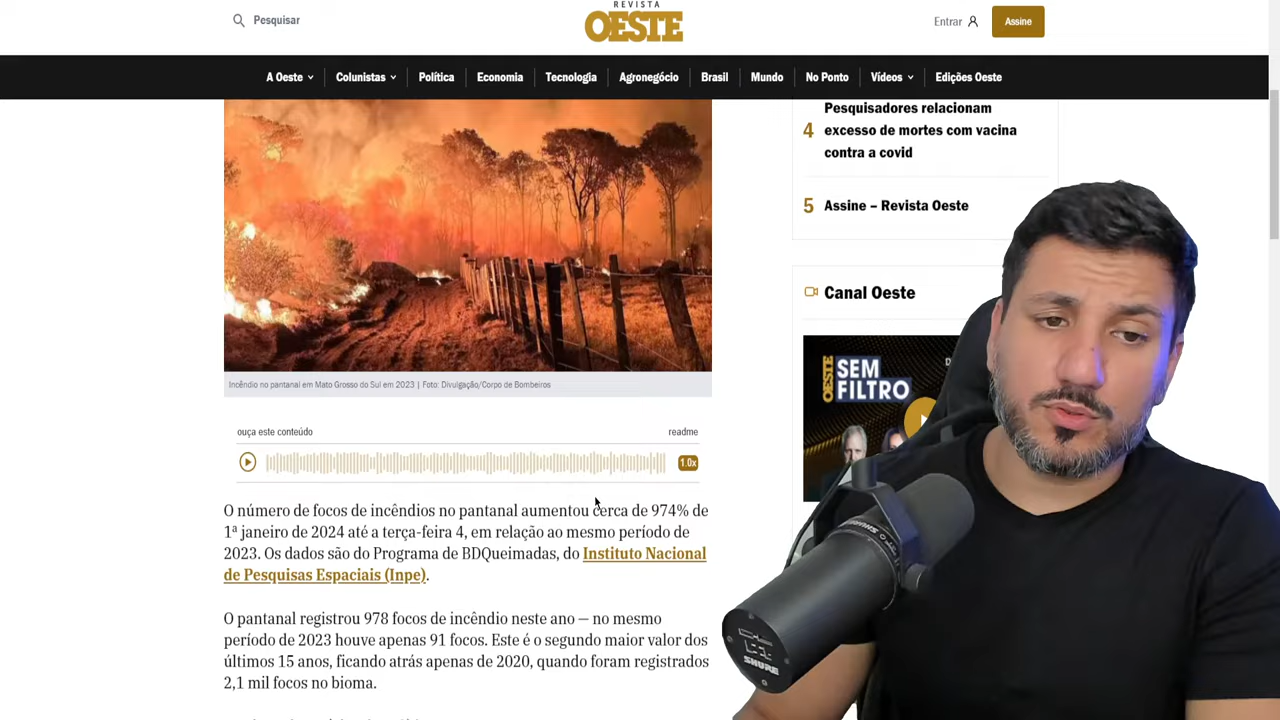 Pesquisar
REVISTA
OESTE
Entrar
Assine
A Oeste
Colunistas
Política
Economia
Tecnologia
Agronegócio
Brasil
Mundo
No Ponto
Vídeos
Edições Oeste
Incêndio no pantanal em Mato Grosso do Sul em 2023 | Foto: Divulgação/Corpo de Bombeiros
ouça este conteúdo
readme
1.0x
O número de focos de incêndios no pantanal aumentou cerca de 974% de
1ª janeiro de 2024 até a terça-feira 4, em relação ao mesmo período de
2023. Os dados são do Programa de BDQueimadas, do Instituto Nacional
de Pesquisas Espaciais (Inpe).
O pantanal registrou 978 focos de incêndio neste ano — no mesmo
período de 2023 houve apenas 91 focos. Este é o segundo maior valor dos
últimos 15 anos, ficando atrás apenas de 2020, quando foram registrados
2,1 mil focos no bioma.
4
Pesquisadores relacionam
excesso de mortes com vacina
contra a covid
5
Assine – Revista Oeste
Canal Oeste
OESTE
SEM
FILTRO
SHURE